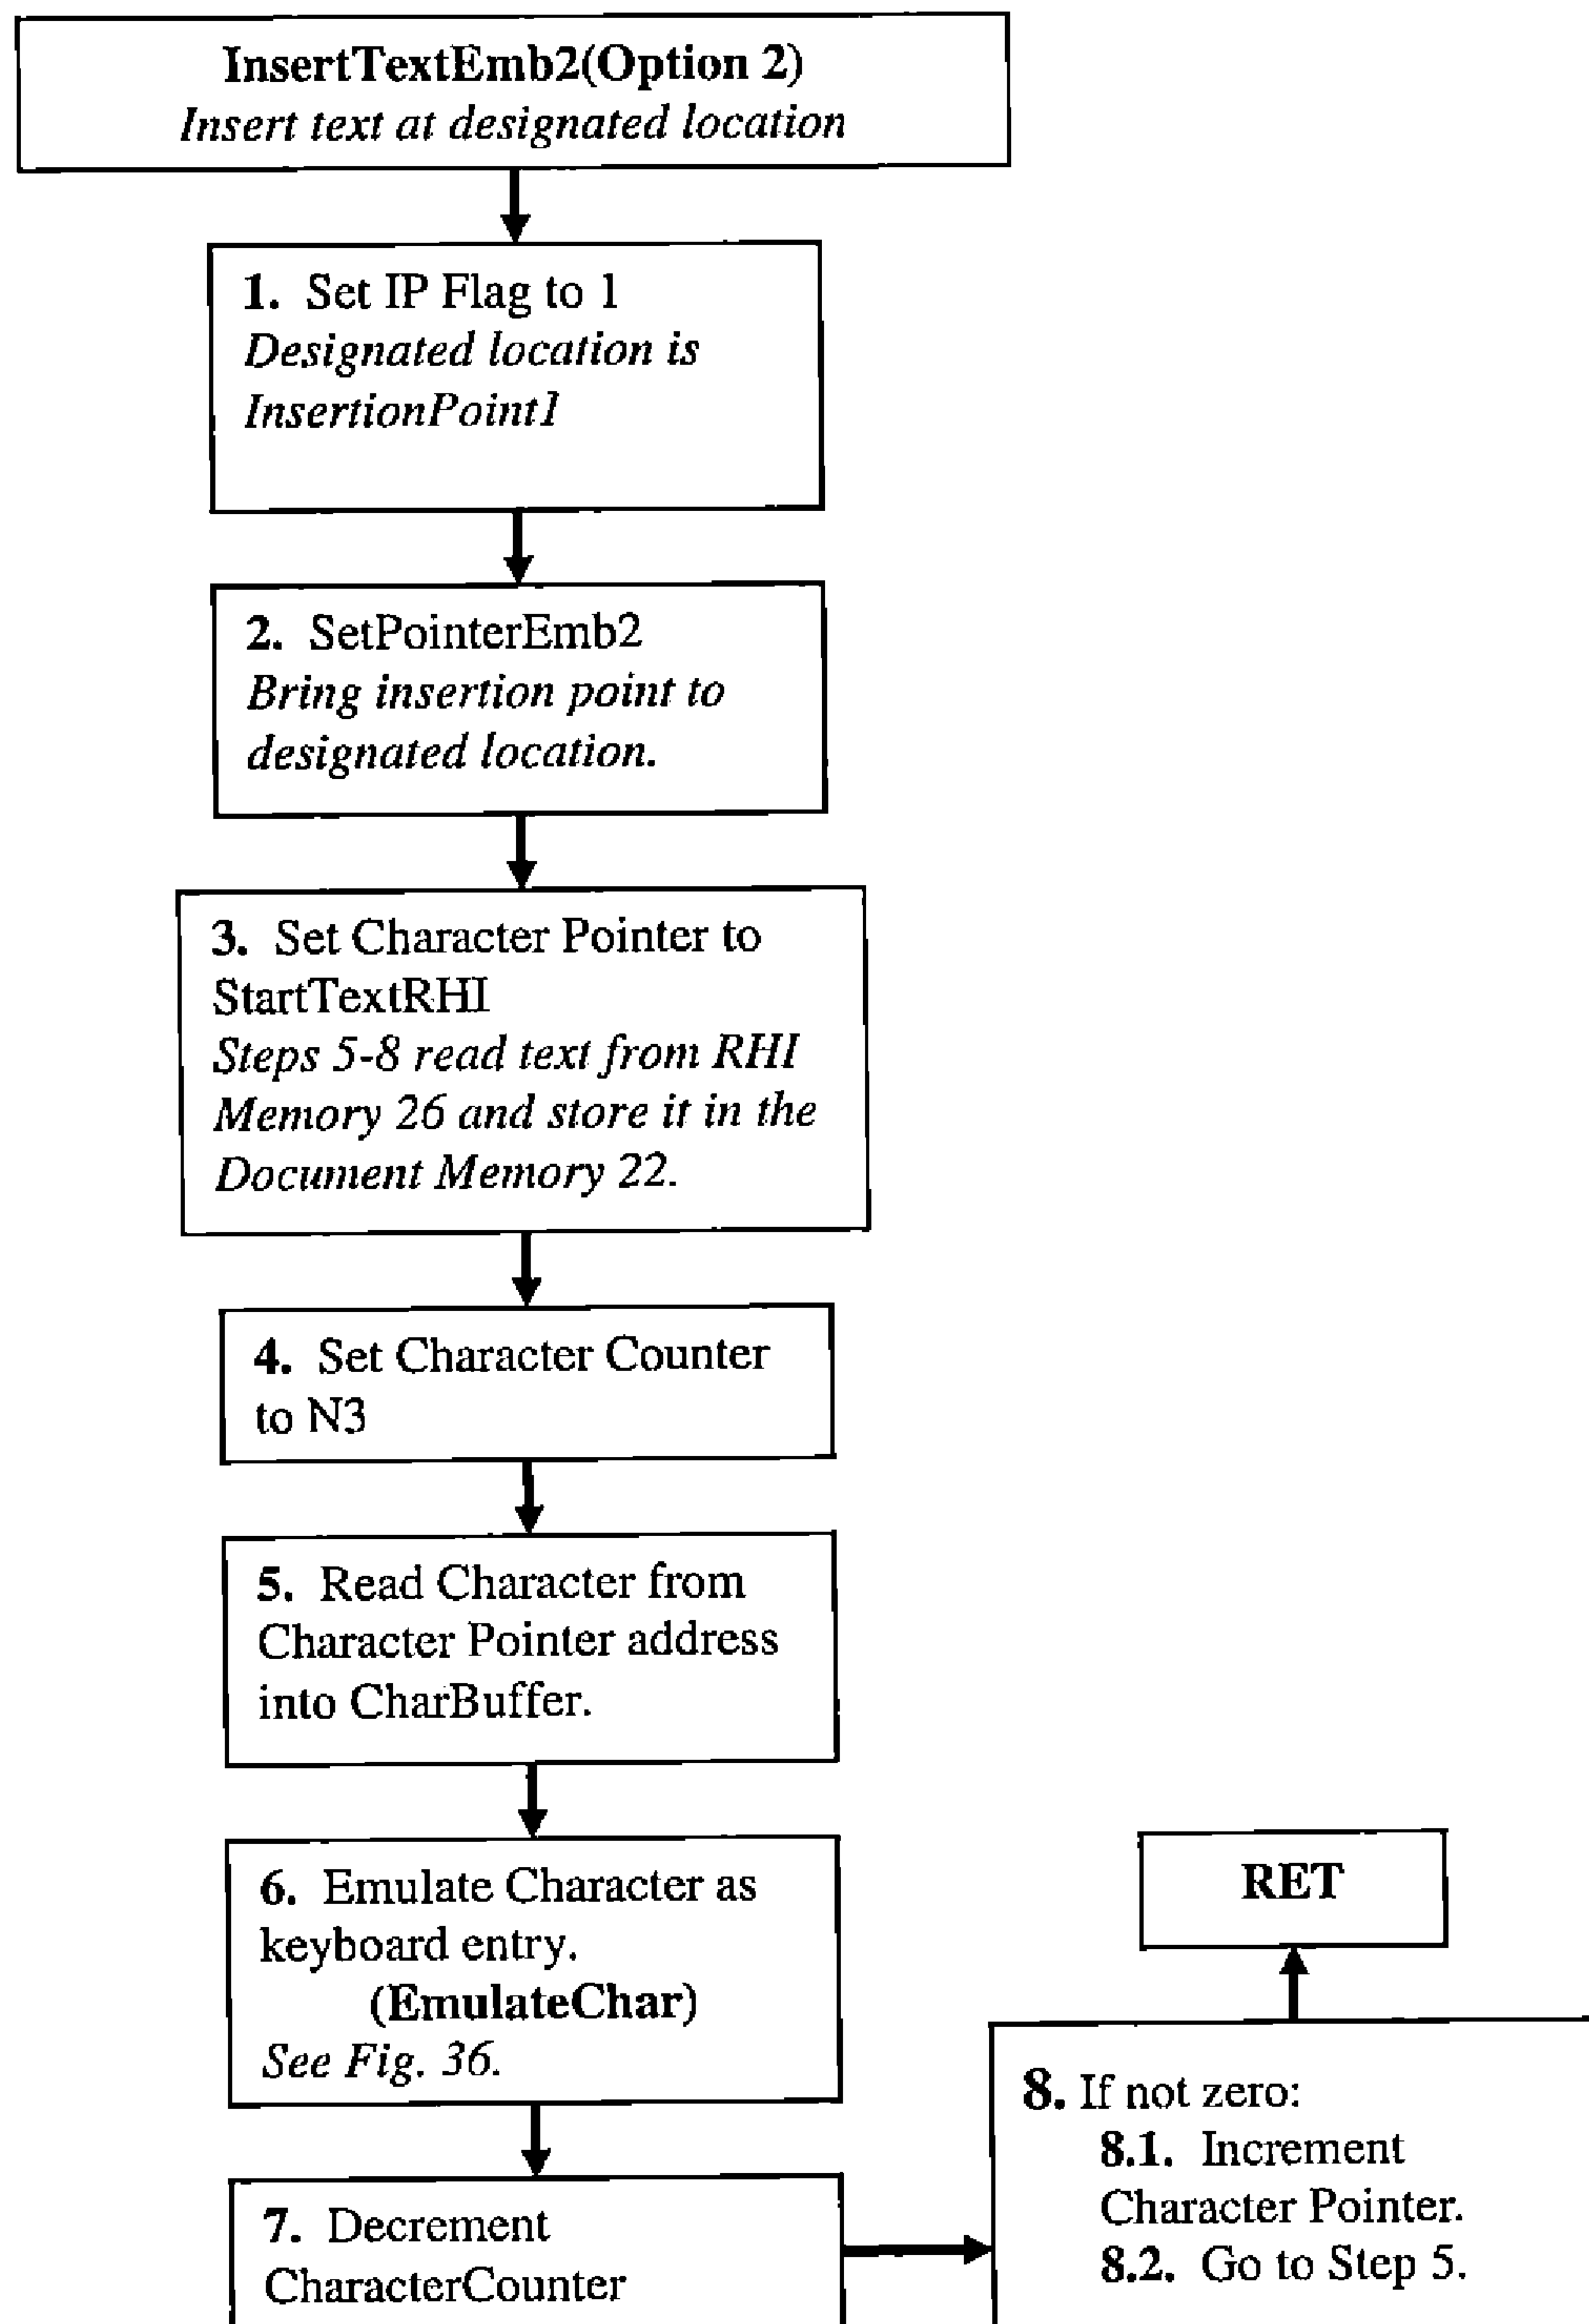 InsertTextEmb2(Option 2)
Insert text at designated location
1. Set IP Flag to 1
Designated location is
InsertionPoint1
2. SetPointerEmb2
Bring insertion point to
designated location.
3. Set Character Pointer to
StartTextRHI
Steps 5-8 read text from RHI
Memory 26 and store it in the
Document Memory 22.
4. Set Character Counter
to N3
5. Read Character from
Character Pointer address
into CharBuffer.
6. Emulate Character as
keyboard entry.
(EmulateChar)
See Fig. 36.
7. Decrement
CharacterCounter
8. If not zero:
8.1. Increment
Character Pointer.
8.2. Go to Step 5.
RET